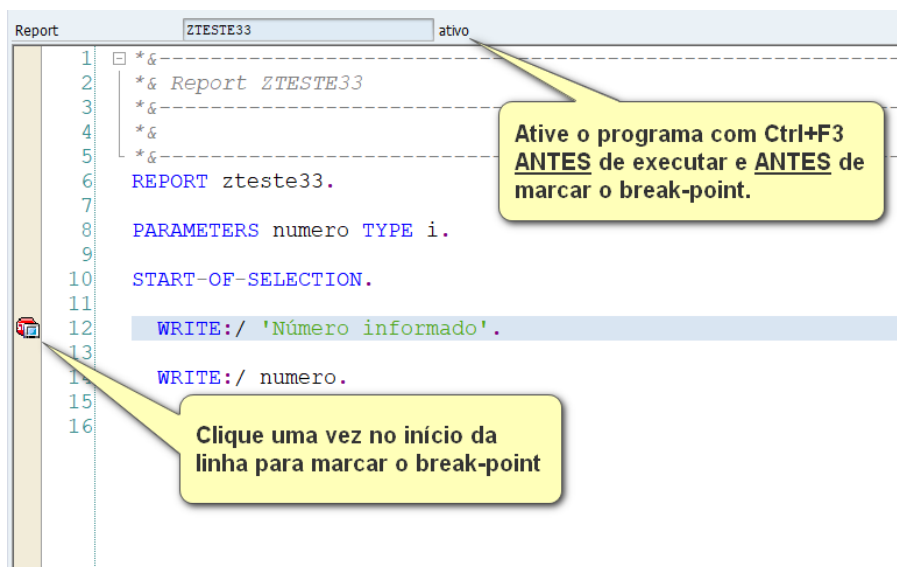 Report ZTESTE33 ativo
1 *&---------------------------------------------------------------------
2 *& Report ZTESTE33
3 *&---------------------------------------------------------------------
4 *&
5 *&---------------------------------------------------------------------
6 REPORT zteste33.
7
8 PARAMETERS numero TYPE i.
9
10 START-OF-SELECTION.
11
12 WRITE:/ 'Número informado'.
13
14 WRITE:/ numero.
15
16
Ative o programa com Ctrl+F3
ANTES de executar e ANTES de
marcar o break-point.
Clique uma vez no início da
linha para marcar o break-point